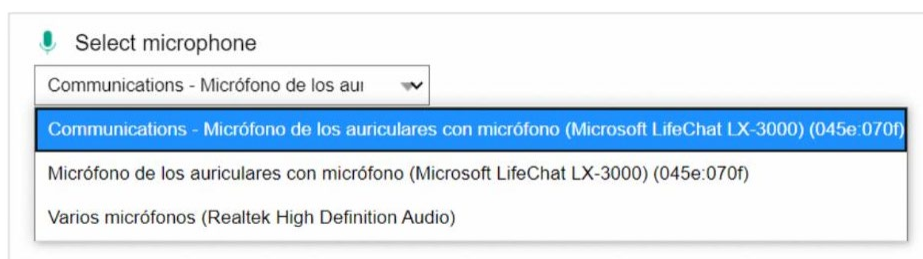 Select microphone
Communications - Micrófono de los aur
Communications - Micrófono de los auriculares con micrófono (Microsoft LifeChat LX-3000) (045e:070f)
Micrófono de los auriculares con micrófono (Microsoft LifeChat LX-3000) (045e:070f)
Varios micrófonos (Realtek High Definition Audio)